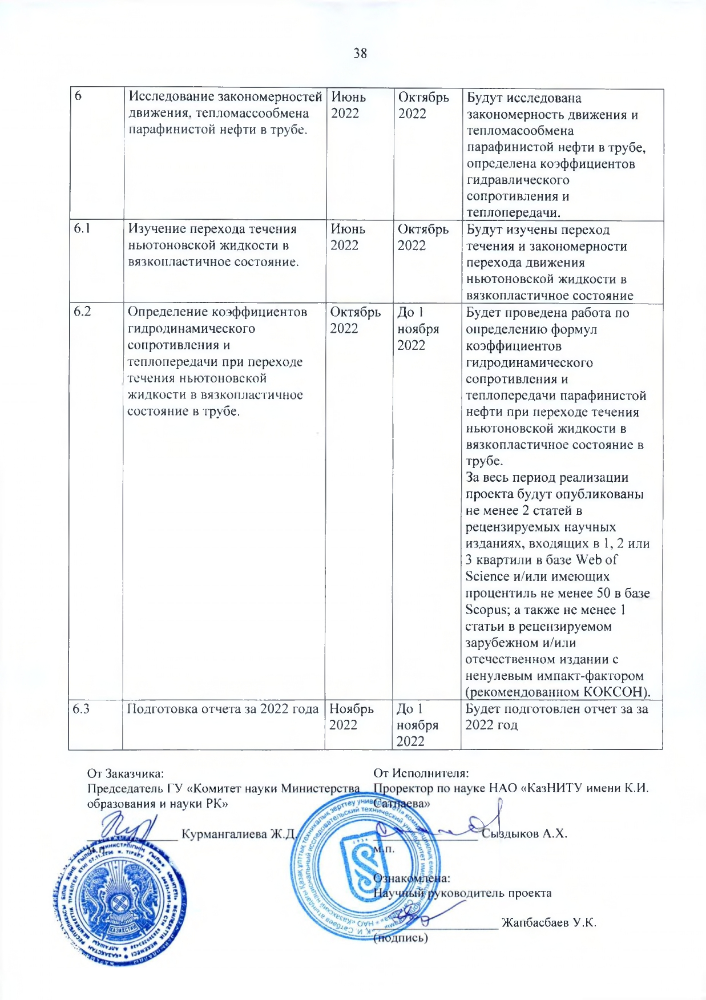 38
6
Исследование закономерностей
движения, тепломассообмена
парафинистой нефти в трубе.
Июнь
2022
Октябрь
2022
Будут исследована
закономерность движения и
тепломасообмена
парафинистой нефти в трубе,
определена коэффициентов
гидравлического
сопротивления и
теплопередачи.
6.1
Изучение перехода течения
ньютоновской жидкости в
вязкопластичное состояние.
Июнь
2022
Октябрь
2022
Будут изучены переход
течения и закономерности
перехода движения
ньютоновской жидкости в
вязкопластичное состояние
6.2
Определение коэффициентов
гидродинамического
сопротивления и
теплопередачи при переходе
течения ньютоновской
жидкости в вязкопластичное
состояние в трубе.
Октябрь
2022
До 1
ноября
2022
Будет проведена работа по
определению формул
коэффициентов
гидродинамического
сопротивления и
теплопередачи парафинистой
нефти при переходе течения
ньютоновской жидкости в
вязкопластичное состояние в
трубе.
За весь период реализации
проекта будут опубликованы
не менее 2 статей в
рецензируемых научных
изданиях, входящих в 1, 2 или
3 квартили в базе Web of
Science и/или имеющих
процентиль не менее 50 в базе
Scopus; а также не менее 1
статьи в рецензируемом
зарубежном и/или
отечественном издании с
ненулевым импакт-фактором
(рекомендованном КОКСОН).
6.3
Подготовка отчета за 2022 года
Ноябрь
2022
До 1
ноября
2022
Будет подготовлен отчет за за
2022 год
От Заказчика:
Председатель ГУ «Комитет науки Министерства
образования и науки РК»
Курмангалиева Ж.Д.
м.п.
От Исполнителя:
Проректор по науке НАО «КазНИТУ имени К.И.
Сатпаева»
Сыздыков А.Х.
м.п.
Ознакомлена:
Научный руководитель проекта
Жапбасбаев У.К.
(подпись)
ҚАЗАҚСТАН
1934